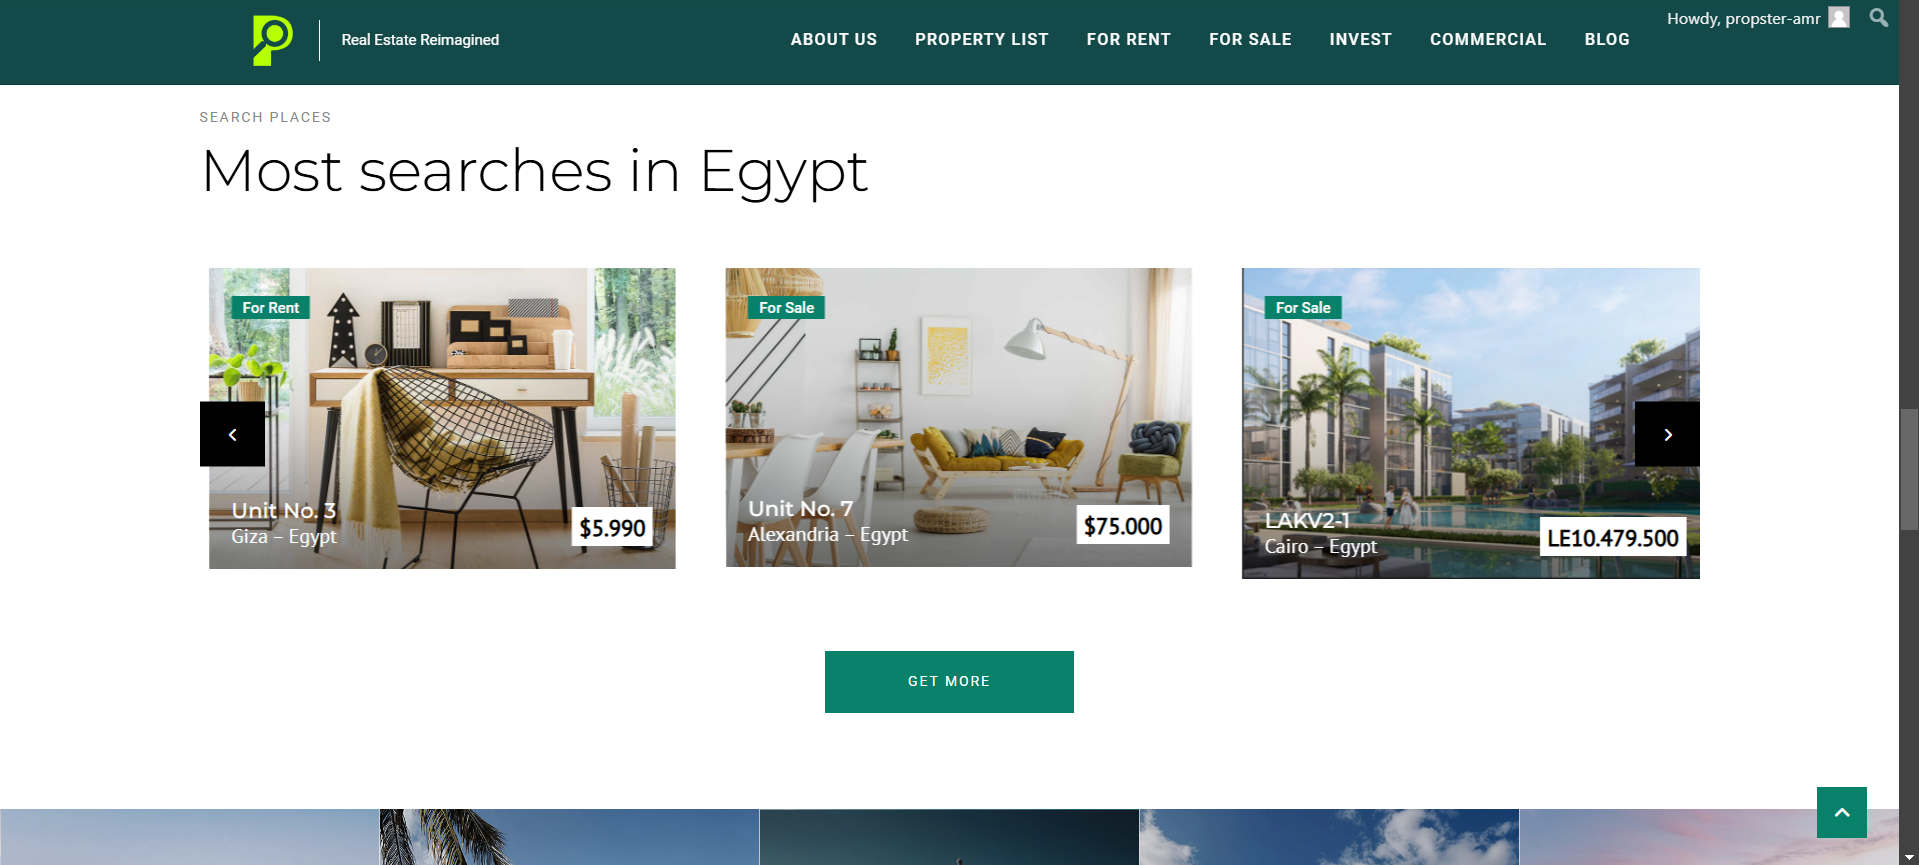 Real Estate Reimagined
ABOUT US
PROPERTY LIST
FOR RENT
FOR SALE
INVEST
COMMERCIAL
BLOG
Howdy, propster-amr
SEARCH PLACES
Most searches in Egypt
For Rent
Unit No. 3
Giza – Egypt
$5.990
For Sale
Unit No. 7
Alexandria – Egypt
$75.000
For Sale
LAKV2-1
Cairo – Egypt
LE10.479.500
GET MORE